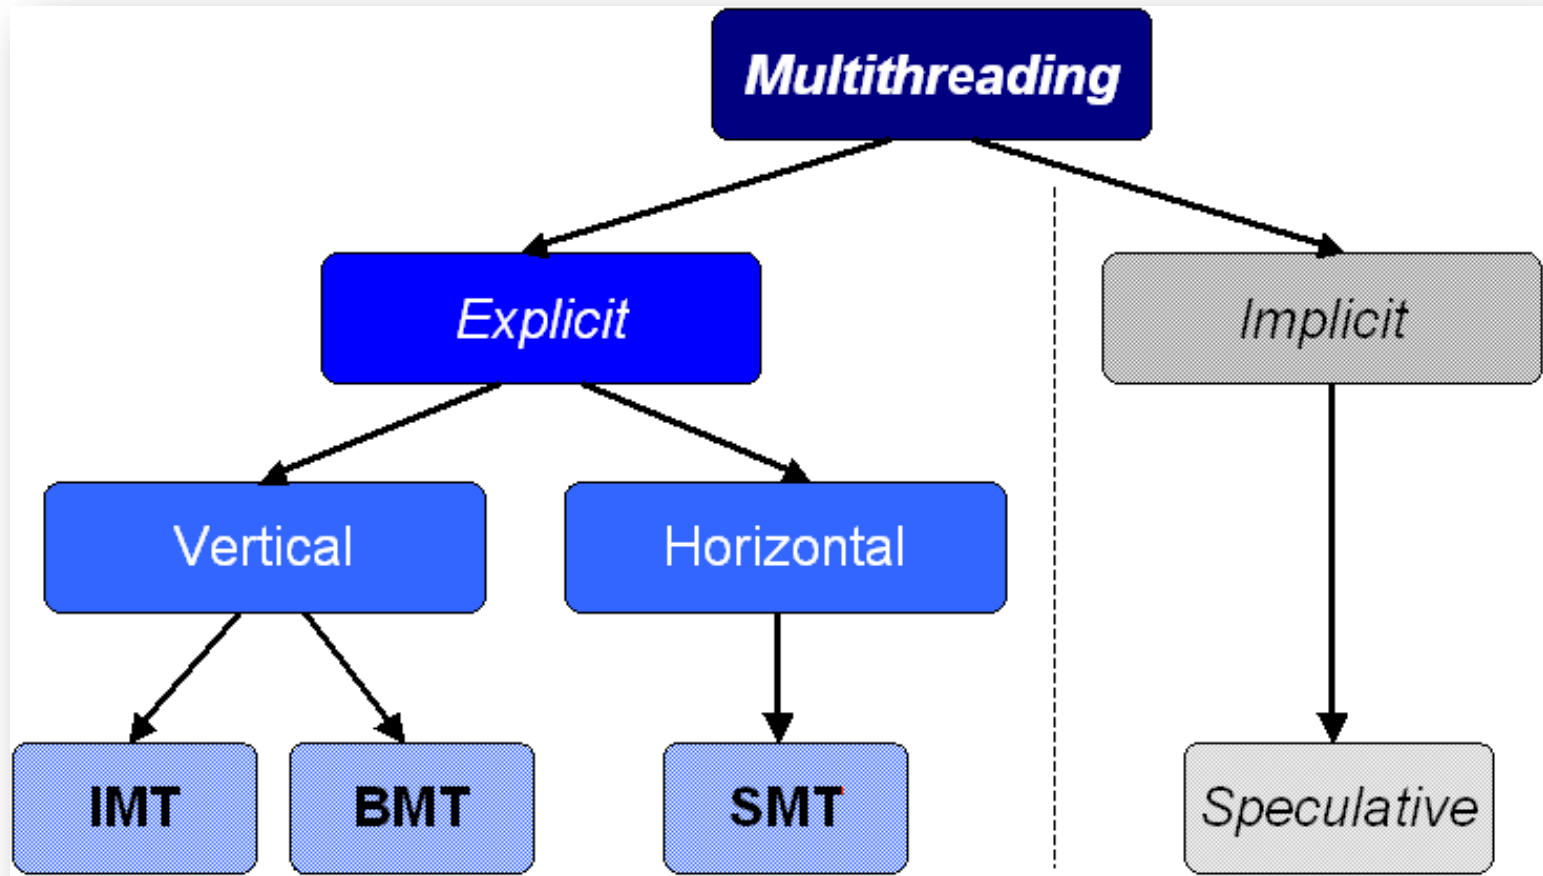 Multithreading
Explicit
Implicit
Vertical
Horizontal
IMT
BMT
SMT
Speculative